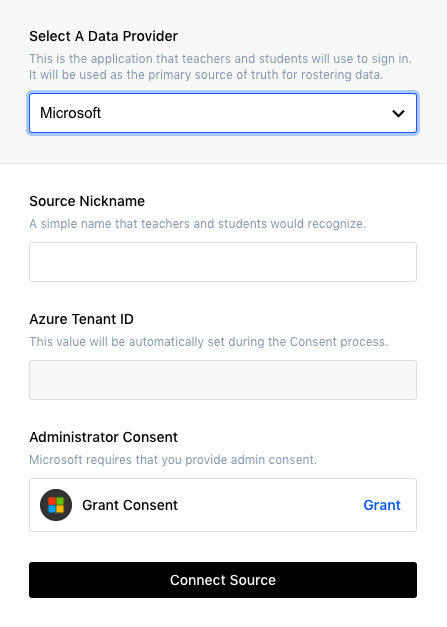 Select A Data Provider
This is the application that teachers and students will use to sign in.
It will be used as the primary source of truth for rostering data.
Microsoft
Source Nickname
A simple name that teachers and students would recognize.
Azure Tenant ID
This value will be automatically set during the Consent process.
Administrator Consent
Microsoft requires that you provide admin consent.
Grant Consent Grant
Connect Source